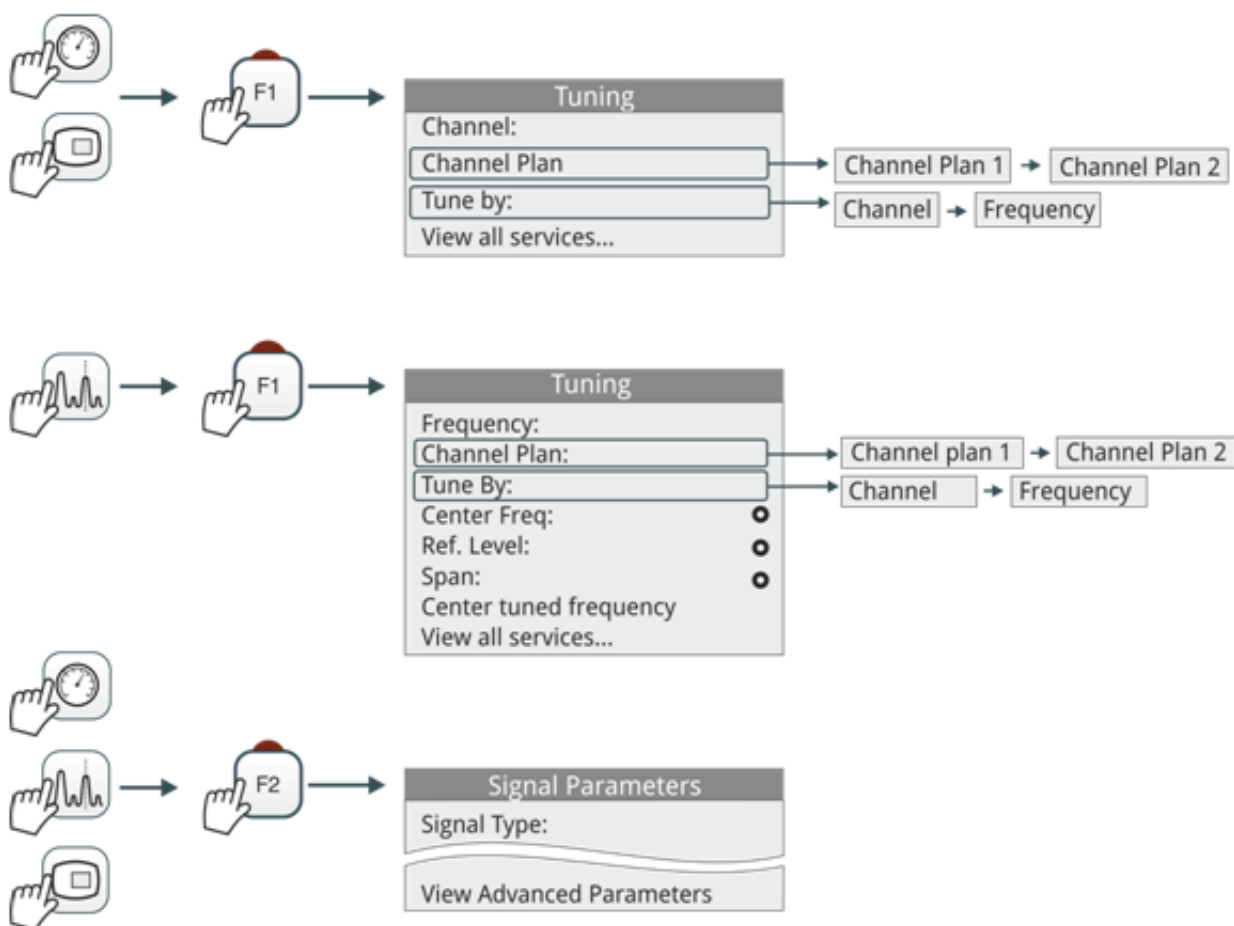 F1
Tuning
Channel:
Channel Plan
Channel Plan 1
Channel Plan 2
Tune by:
Channel
Frequency
View all services...
F1
Tuning
Frequency:
Channel Plan:
Channel plan 1
Channel Plan 2
Tune By:
Channel
Frequency
Center Freq:
Ref. Level:
Span:
Center tuned frequency
View all services...
F2
Signal Parameters
Signal Type:
View Advanced Parameters